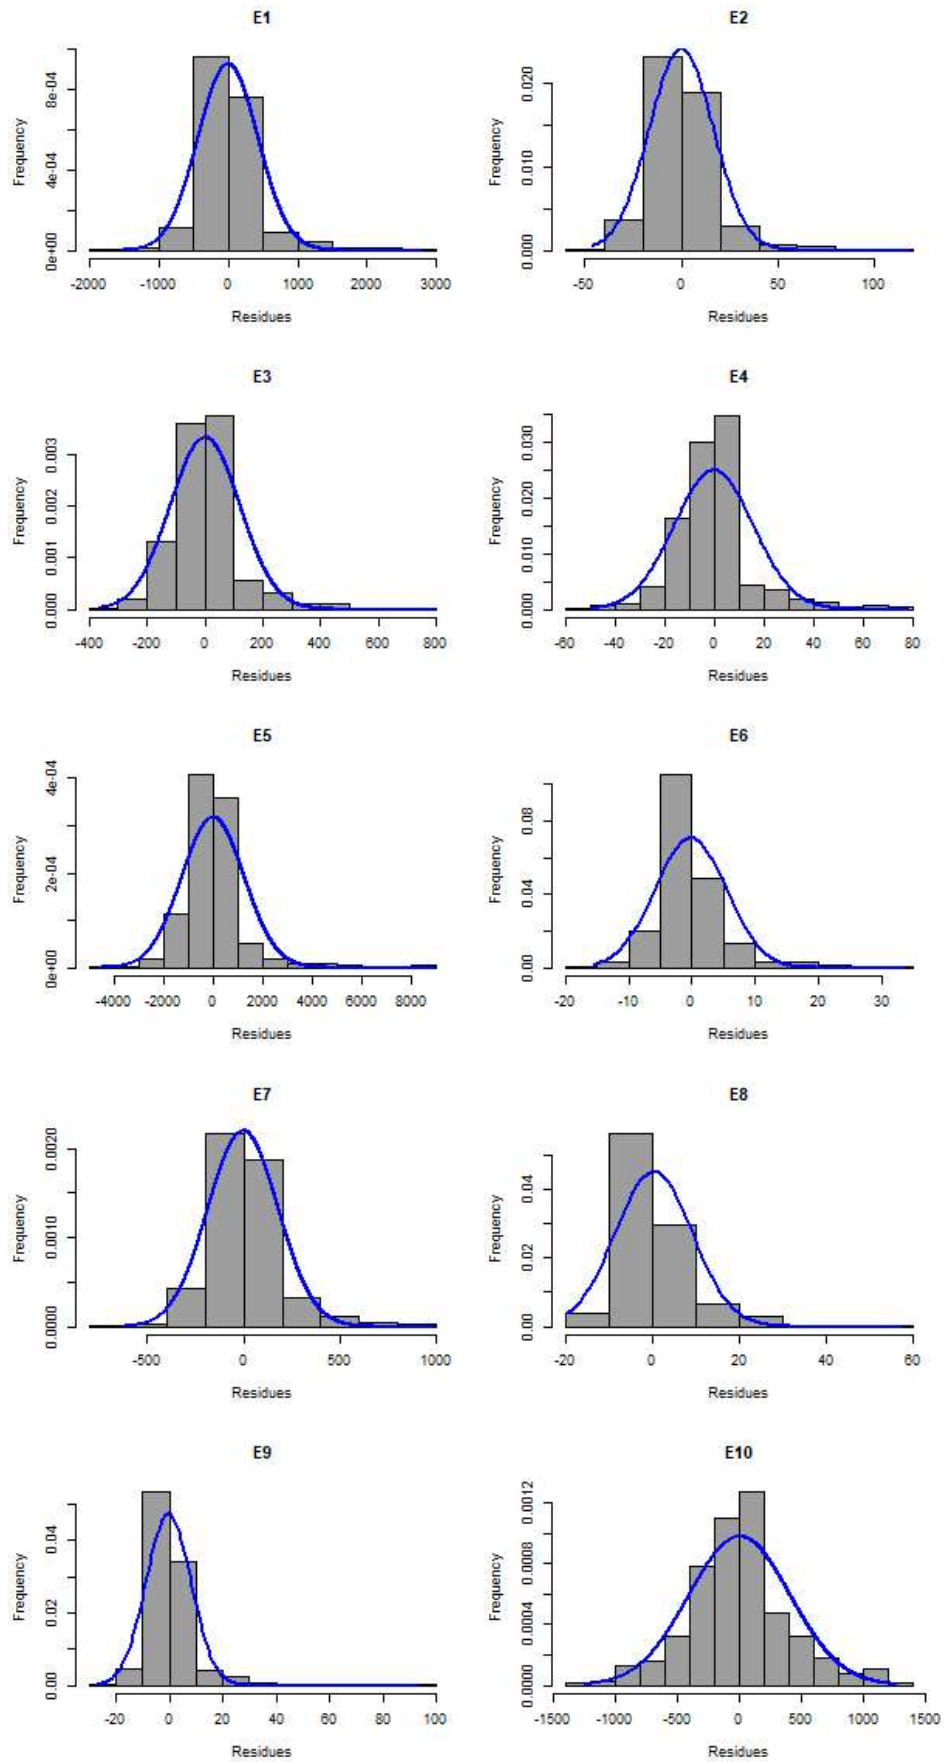 E1
Frequency
0e+00 4e-04 8e-04
-2000 -1000 0 1000 2000 3000
Residues
E2
Frequency
0.000 0.010 0.020
-50 0 50 100
Residues
E3
Frequency
0.000 0.001 0.002 0.003
-400 -200 0 200 400 600 800
Residues
E4
Frequency
0.000 0.010 0.020 0.030
-60 -40 -20 0 20 40 60 80
Residues
E5
Frequency
0e+00 2e-04 4e-04
-4000 -2000 0 2000 4000 6000 8000
Residues
E6
Frequency
0.00 0.04 0.08
-20 -10 0 10 20 30
Residues
E7
Frequency
0.0000 0.0010 0.0020
-500 0 500 1000
Residues
E8
Frequency
0.00 0.02 0.04
-20 0 20 40 60
Residues
E9
Frequency
0.00 0.02 0.04
-20 0 20 40 60 80 100
Residues
E10
Frequency
0.0000 0.0004 0.0008 0.0012
-1500 -1000 -500 0 500 1000 1500
Residues